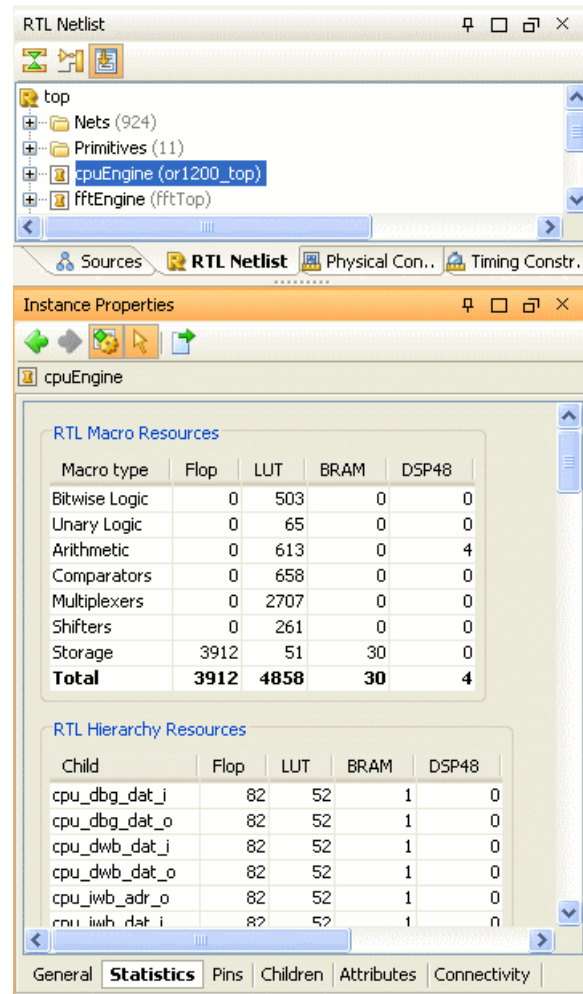 RTL Netlist
top
Nets (924)
Primitives (11)
cpuEngine (or1200_top)
fftEngine (fftTop)
Sources RTL Netlist Physical Con.. Timing Constr.
Instance Properties
cpuEngine
RTL Macro Resources
Macro type Flop LUT BRAM DSP48
Bitwise Logic 0 503 0 0
Unary Logic 0 65 0 0
Arithmetic 0 613 0 4
Comparators 0 658 0 0
Multiplexers 0 2707 0 0
Shifters 0 261 0 0
Storage 3912 51 30 0
Total 3912 4858 30 4
RTL Hierarchy Resources
Child Flop LUT BRAM DSP48
cpu_dbg_dat_i 82 52 1 0
cpu_dbg_dat_o 82 52 1 0
cpu_dwb_dat_i 82 52 1 0
cpu_dwb_dat_o 82 52 1 0
cpu_iwb_adr_o 82 52 1 0
cpu_iwb_dat_i 82 52 1 0
General Statistics Pins Children Attributes Connectivity